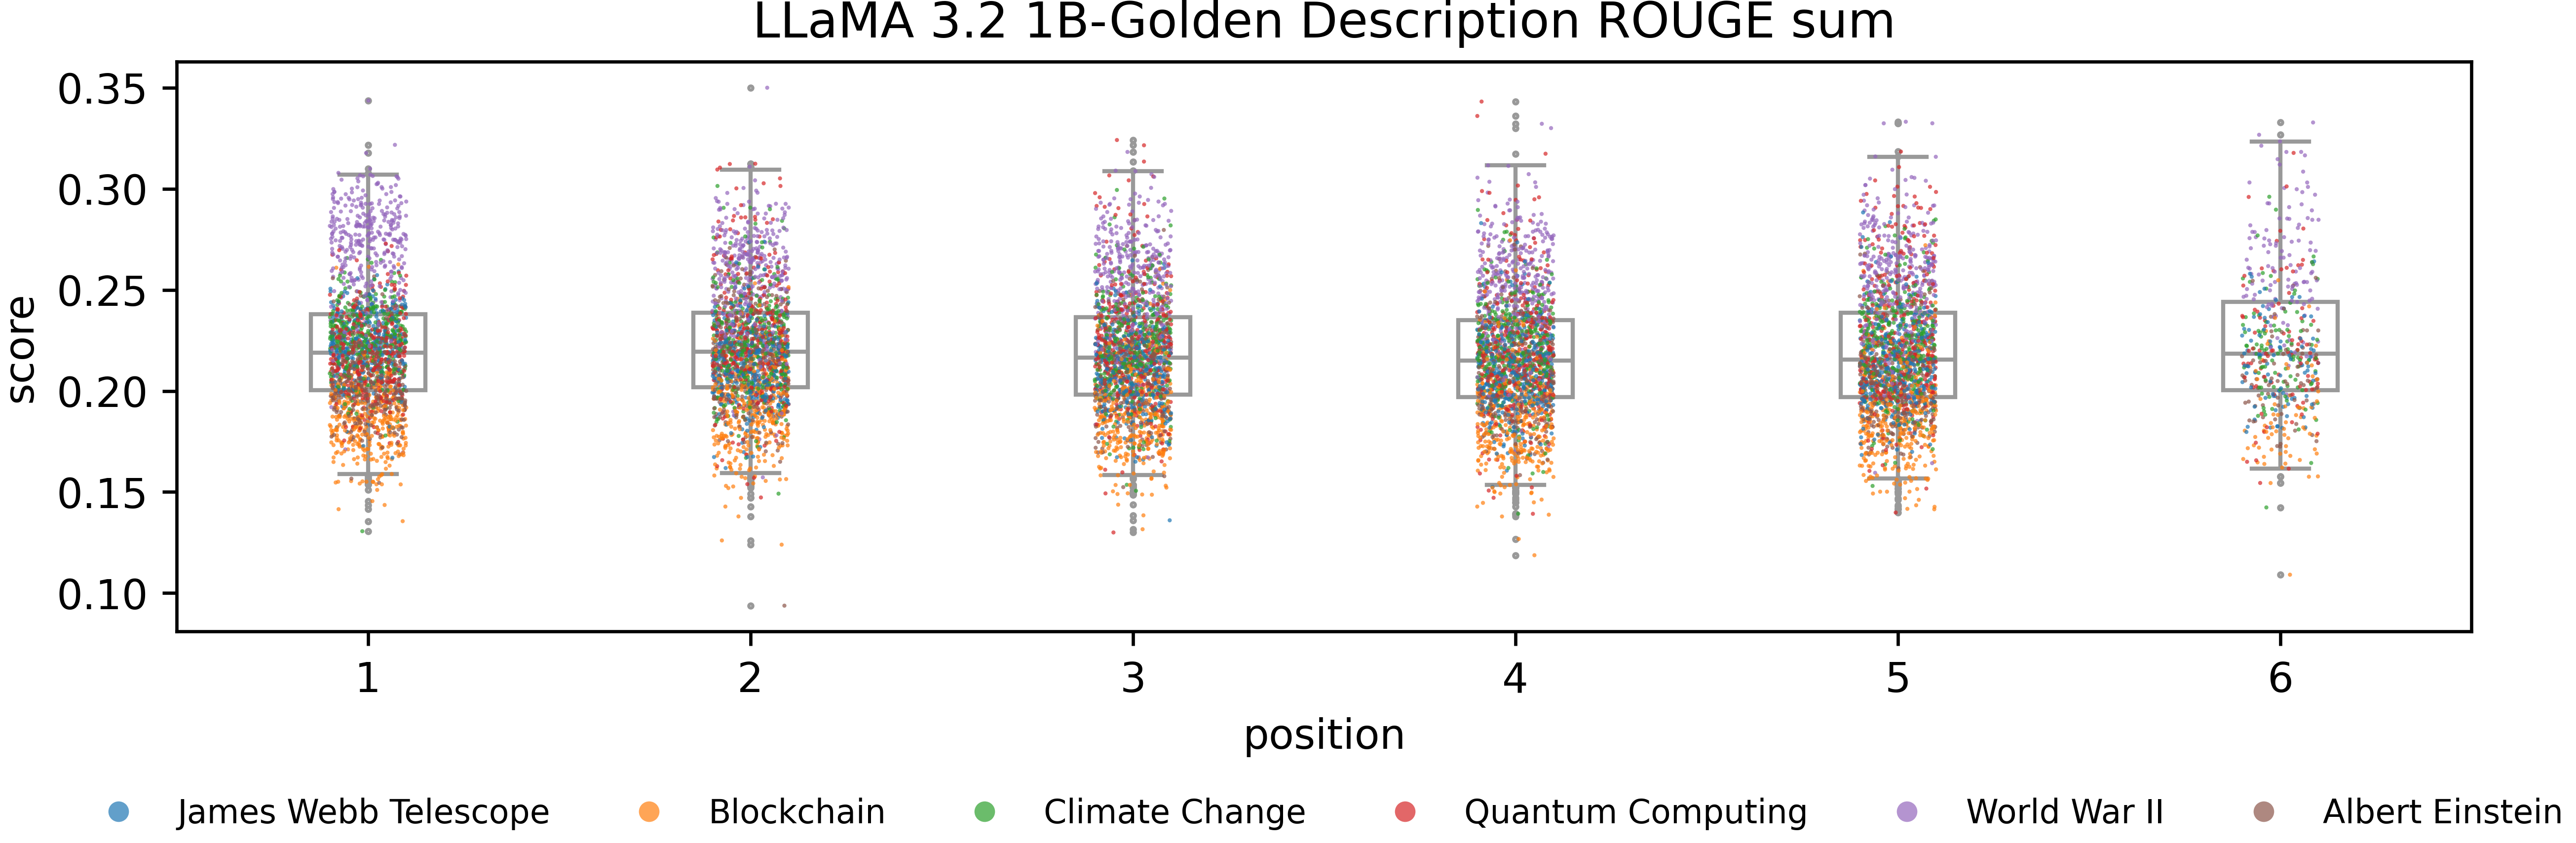 LLaMA 3.2 1B-Golden Description ROUGE sum
0.35
0.30
0.25
0.20
0.15
0.10
score
1 2 3 4 5 6
position
James Webb Telescope Blockchain Climate Change Quantum Computing World War II Albert Einstein